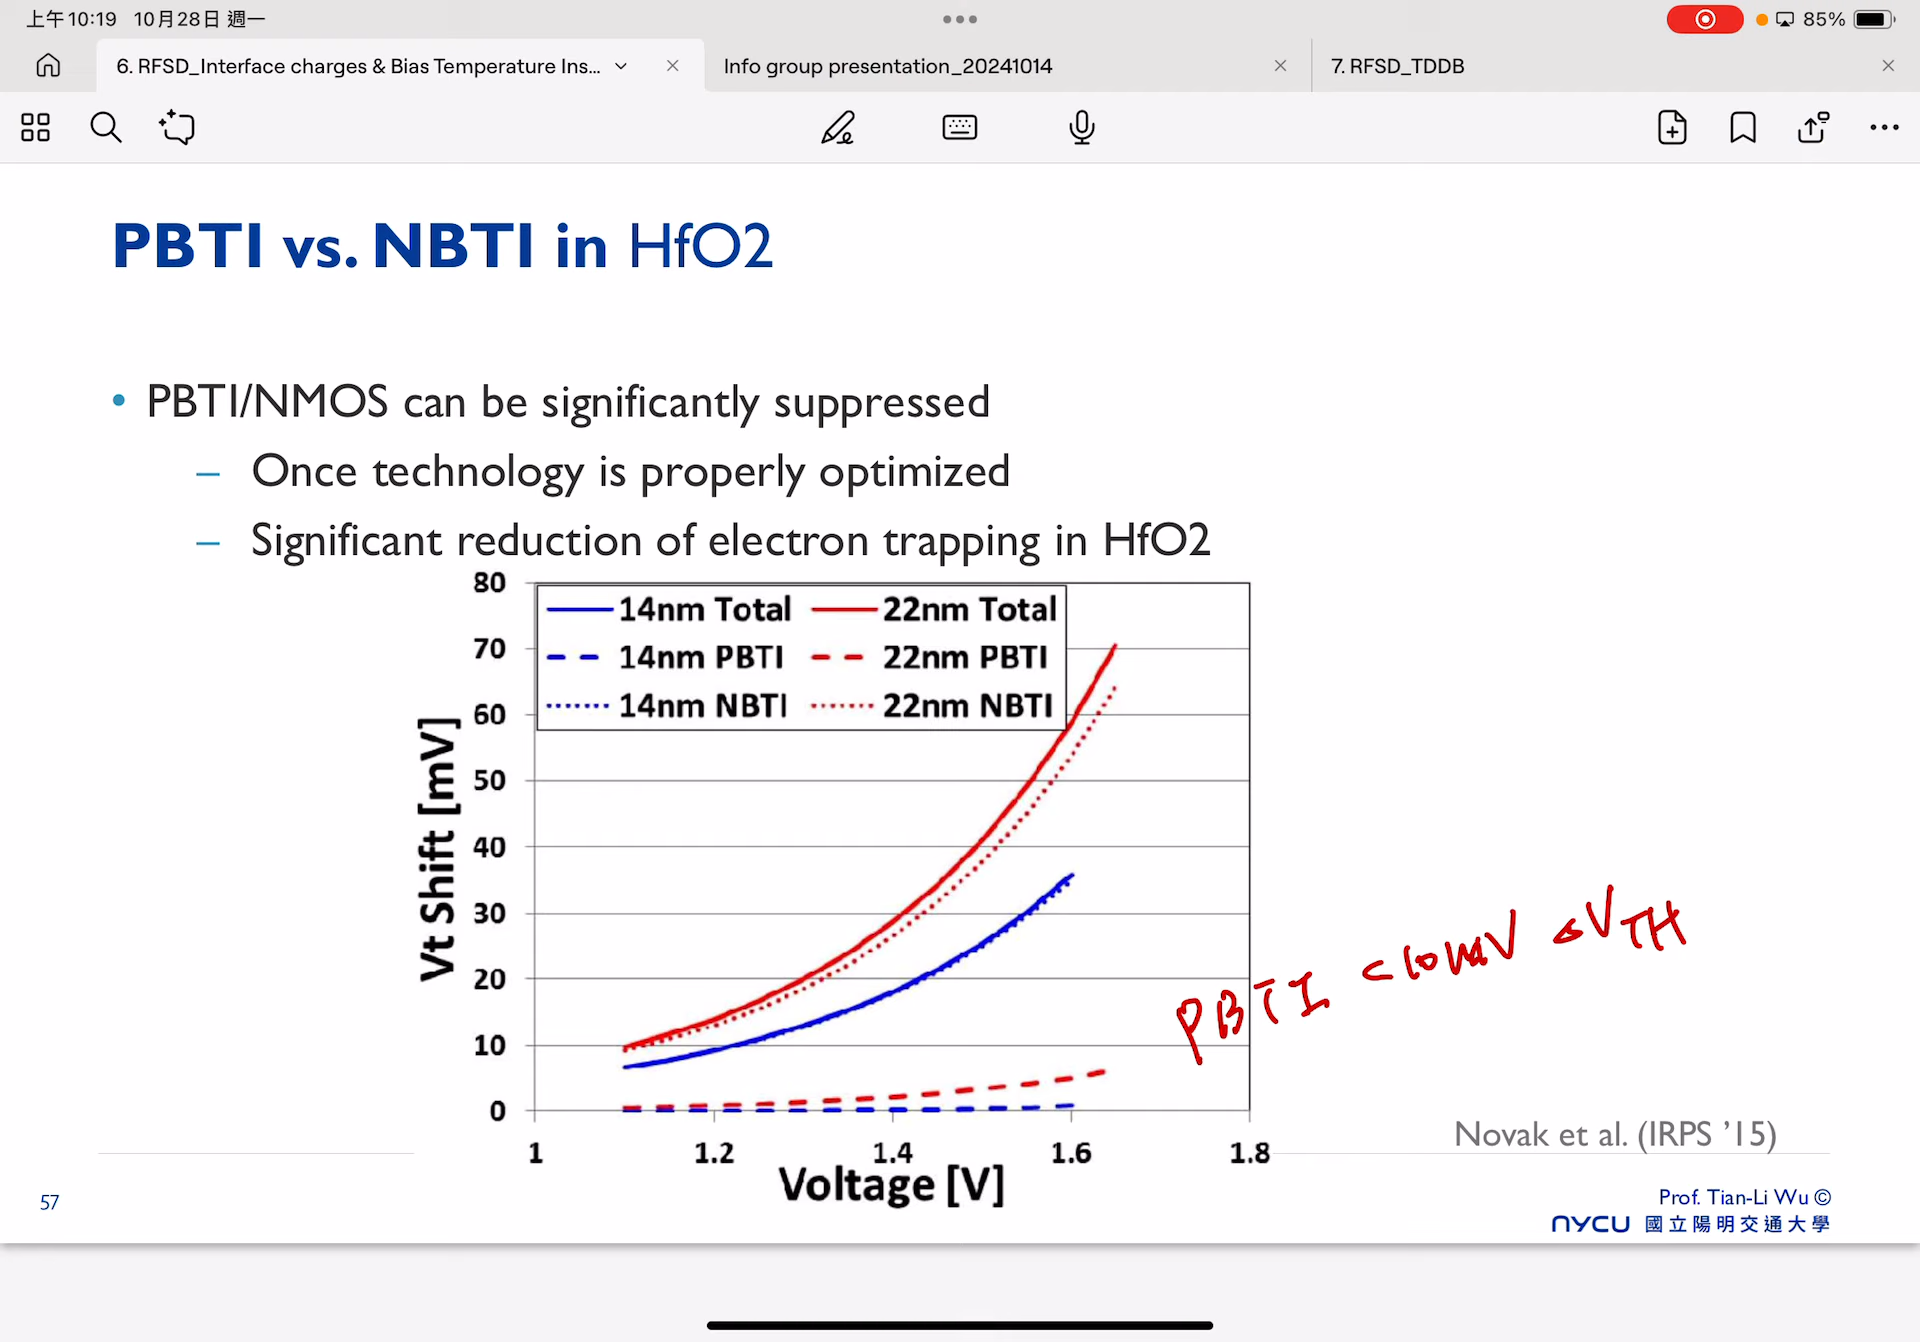 上午10:19 10月28日 週一
85%
6. RFSD_Interface charges & Bias Temperature Ins...
Info group presentation_20241014
7. RFSD_TDDB
PBTI vs. NBTI in HfO2
• PBTI/NMOS can be significantly suppressed
– Once technology is properly optimized
– Significant reduction of electron trapping in HfO2
Vt Shift [mV]
80
70
60
50
40
30
20
10
0
14nm Total 22nm Total
14nm PBTI 22nm PBTI
14nm NBTI 22nm NBTI
1 1.2 1.4 1.6 1.8
Voltage [V]
PBTI <10mV ΔVTH
Novak et al. (IRPS ’15)
57
Prof. Tian-Li Wu ©
NYCU 國立陽明交通大學